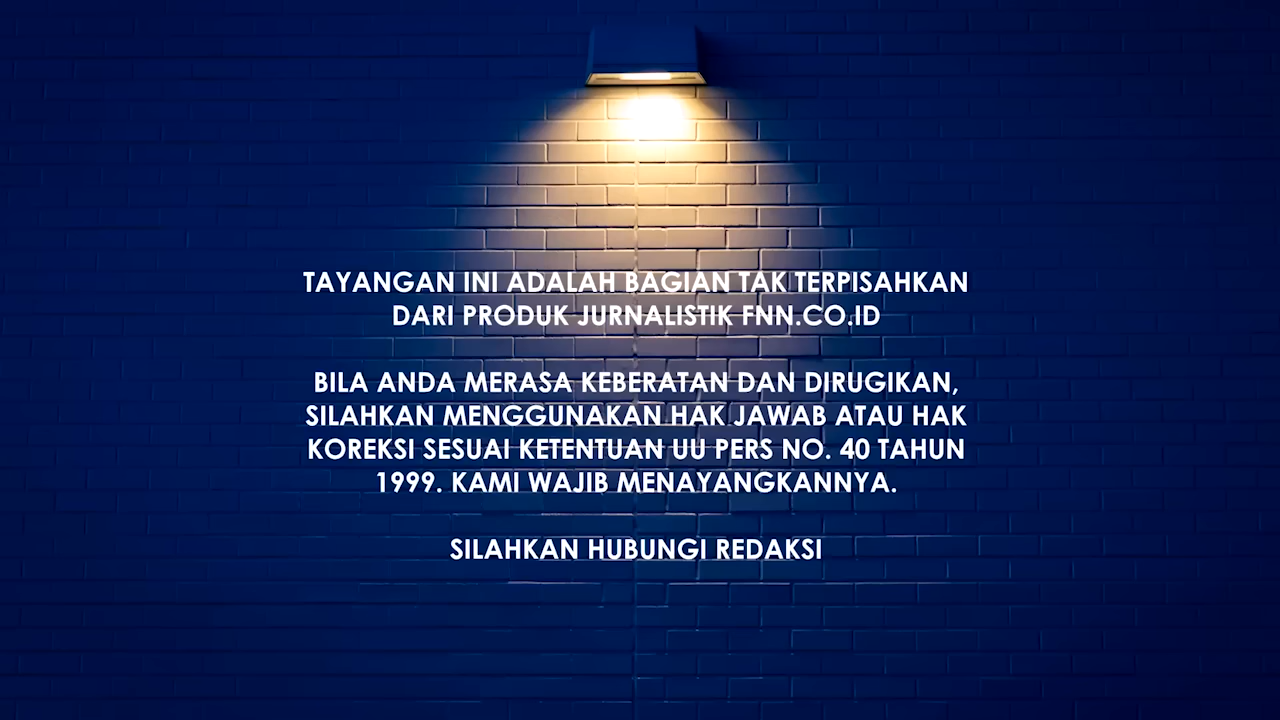 TAYANGAN INI ADALAH BAGIAN TAK TERPISAHKAN
DARI PRODUK JURNALISTIK FNN.CO.ID
BILA ANDA MERASA KEBERATAN DAN DIRUGIKAN,
SILAHKAN MENGGUNAKAN HAK JAWAB ATAU HAK
KOREKSI SESUAI KETENTUAN UU PERS NO. 40 TAHUN
1999. KAMI WAJIB MENAYANGKANNYA.
SILAHKAN HUBUNGI REDAKSI